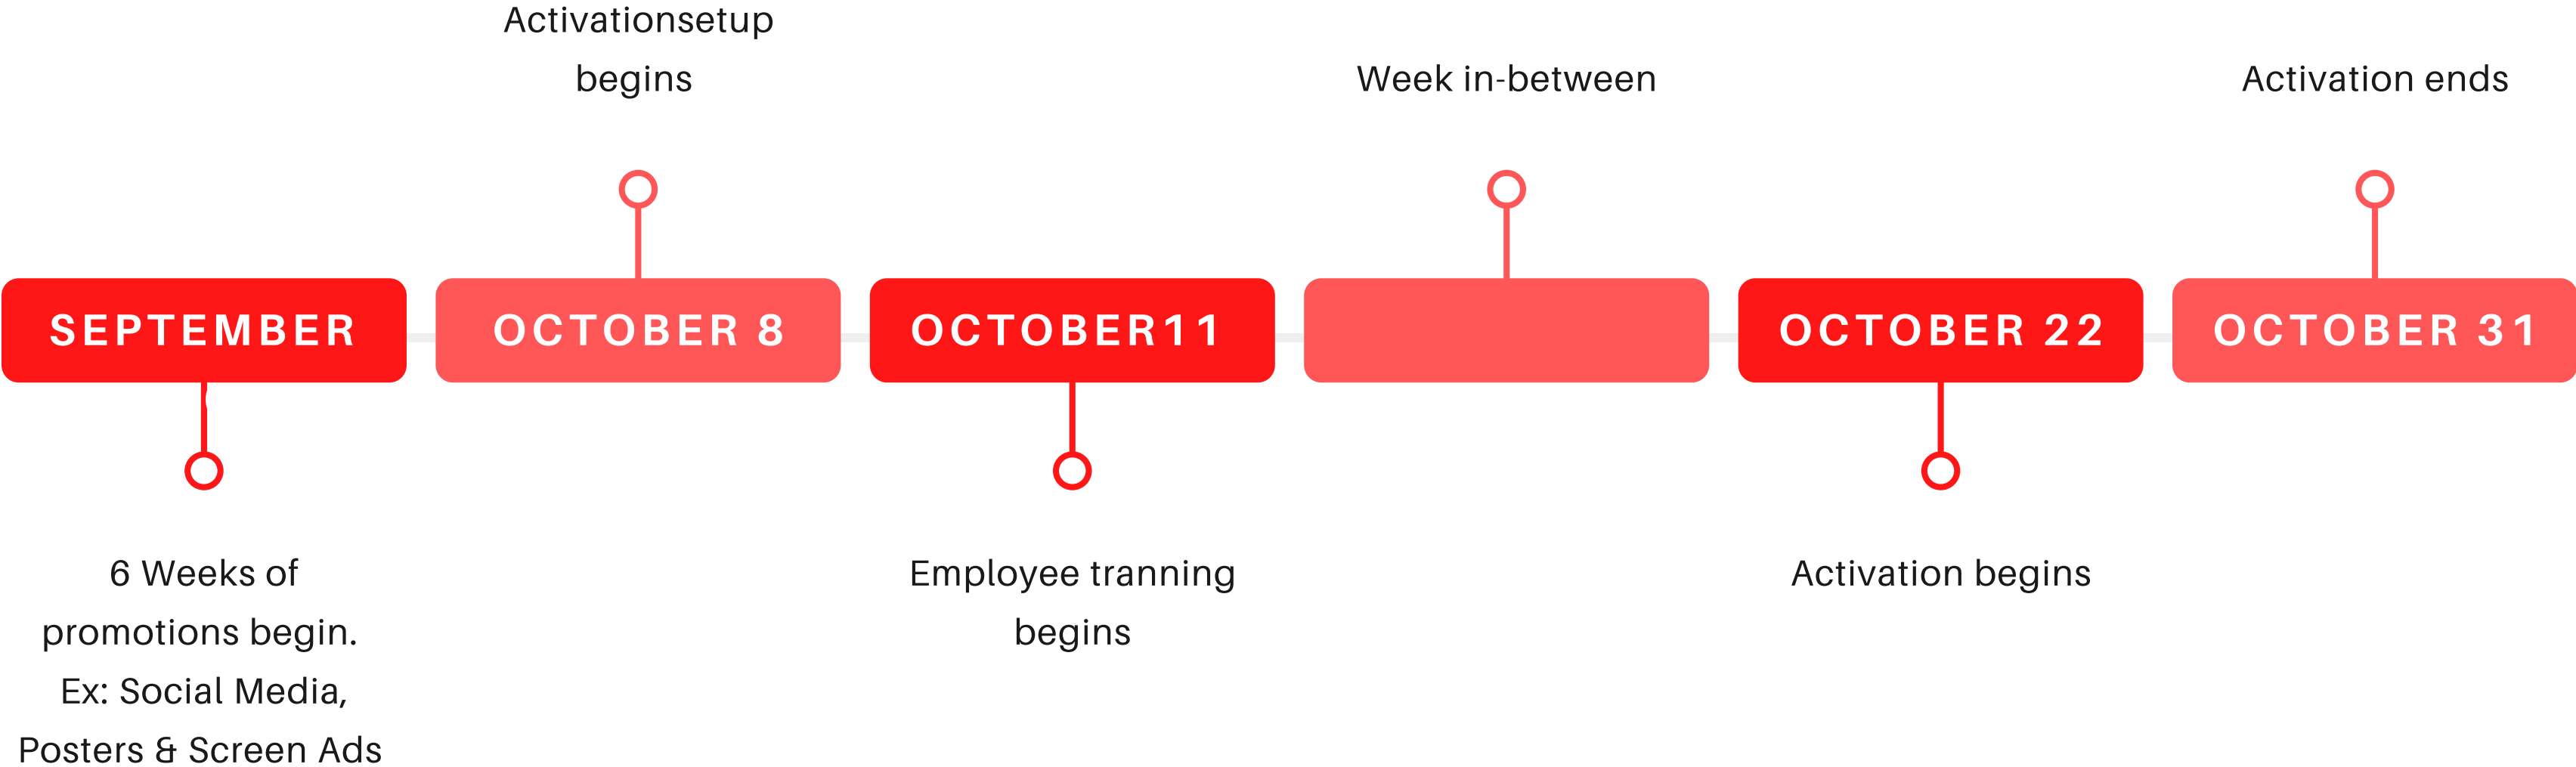 Activationsetup
begins
Week in-between
Activation ends
SEPTEMBER
OCTOBER 8
OCTOBER11
OCTOBER 22
OCTOBER 31
6 Weeks of
promotions begin.
Ex: Social Media,
Posters & Screen Ads
Employee tranning
begins
Activation begins